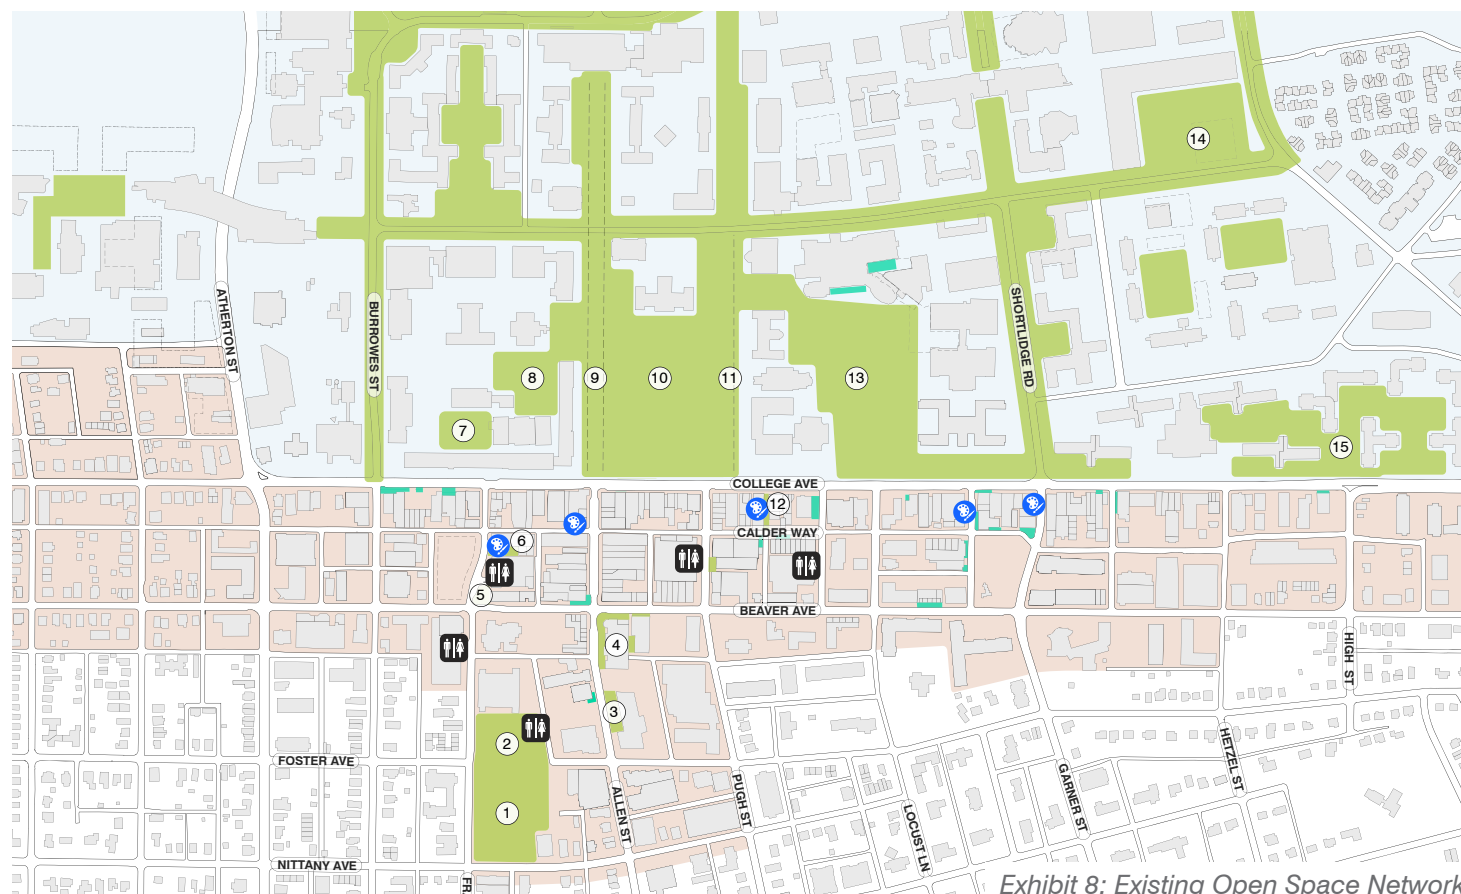 14
ATHERTON ST
BURROWES ST
SHORTLIDGE RD
8
9
10
11
13
7
15
COLLEGE AVE
12
CALDER WAY
6
5
BEAVER AVE
4
HIGH ST
3
2
FOSTER AVE
HETZEL ST
PUGH ST
GARNER ST
1
ALLEN ST
LOCUST LN
NITTANY AVE
FR.
Exhibit 8: Existing Open Space Network